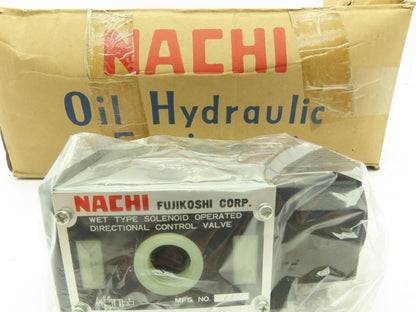 NACHI
Oil Hydraulic
NACHI FUJIKOSHI CORP.
WET TYPE SOLENOID OPERATED
DIRECTIONAL CONTROL VALVE
MFG NO.